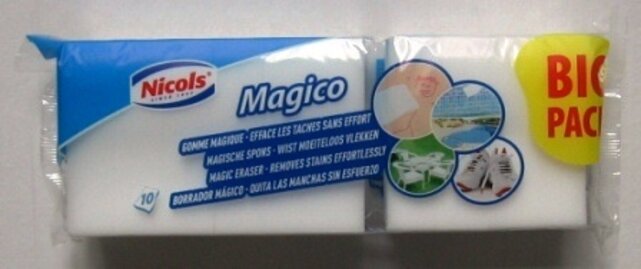 Nicols
SINCE 1960
Magico
GOMME MAGIQUE - EFFACE LES TACHES SANS EFFORT
MAGISCHE SPONS - WIST MOEITELOOS VLEKKEN
MAGIC ERASER - REMOVES STAINS EFFORTLESSLY
BORRADOR MÁGICO - QUITA LAS MANCHAS SIN ESFUERZO
10
BIG
PACK